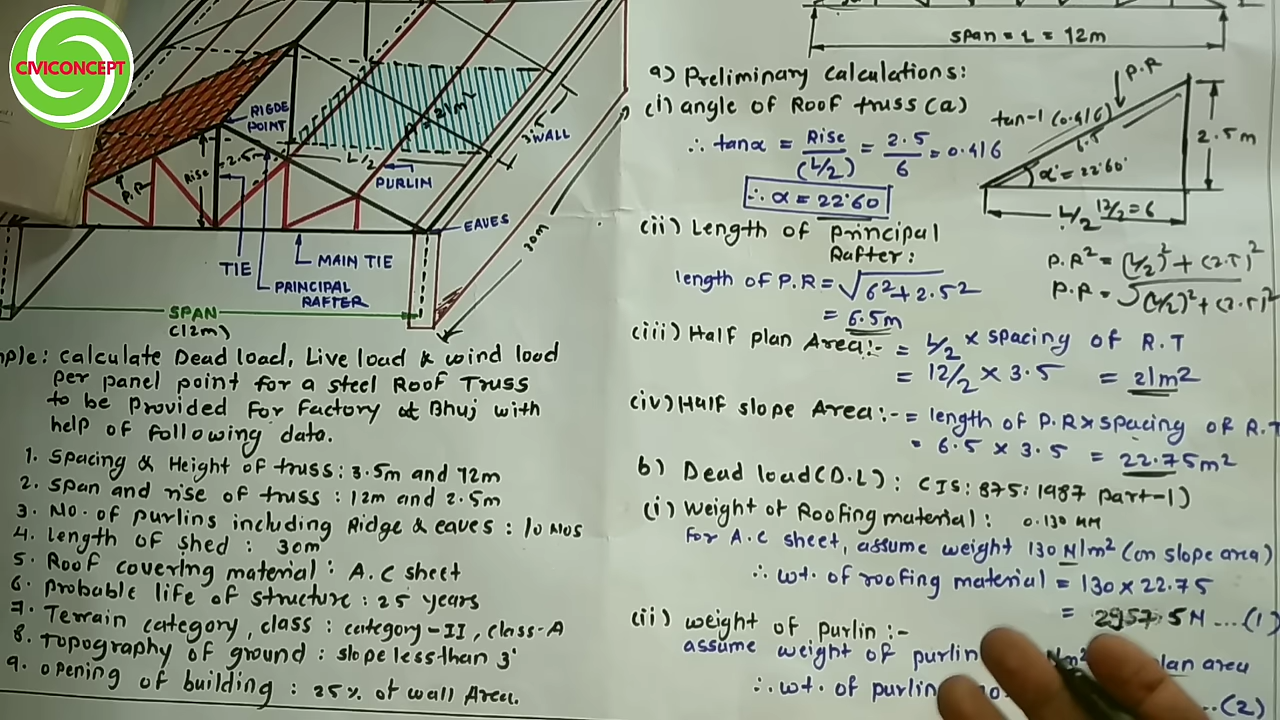 CIVICONCEPT
RIGDE
POINT
WALL
L/2
PURLIN
P.R
Rise
2.5
EAVES
30m
TIE
MAIN TIE
PRINCIPAL
RAFTER
SPAN
(12m)
mple: Calculate Dead load, Live load & wind load
per panel point for a steel Roof Truss
to be provided for Factory at Bhuj with
help of following data.
1. Spacing & Height of truss: 3.5m and 12m
2. span and rise of truss: 12m and 2.5m
3. No. of purlins including Ridge & eaves: 10 NOS
4. length of shed: 30m
5. Roof covering material: A.C sheet
6. probable life of structure: 25 years
7. Terrain category, class: category-II, class-A
8. Topography of ground: slope less than 3°
9. opening of building: 25% of wall Area.
span = L = 12m
a) Preliminary calculations:
(i) angle of Roof truss (α)
∴ tanα = Rise/(L/2) = 2.5/6 = 0.416
∴ α = 22°60'
P.R
tan-1 (0.416)
6.5
2.5m
α = 22°60'
L/2 12/2=6
(ii) Length of principal
Rafter:
length of P.R = √6²+2.5²
= 6.5m
P.R² = (L/2)² + (2.5)²
P.R = √(L/2)² + (2.5)²
(iii) Half plan Area:- = L/2 × spacing of R.T
= 12/2 × 3.5 = 21m²
(iv) Half slope Area:- = length of P.R × spacing of R.T
= 6.5 × 3.5 = 22.75m²
b) Dead load (D.L): (IS: 875: 1987 part-1)
(i) Weight of Roofing material: 0.130
for A.C sheet, assume weight 130 N/m² (on slope area)
∴ wt. of roofing material = 130 × 22.75
= 2957.5N ...(1)
(ii) weight of purlin:-
assume weight of purlin plan area
∴ wt. of purlin ...(2)